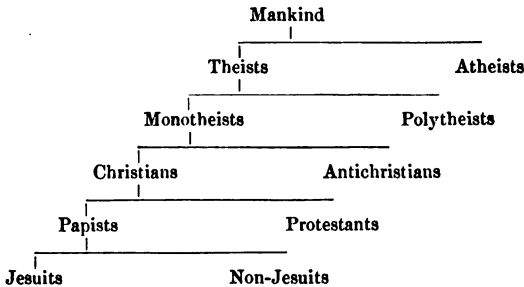 Mankind
Theists Atheists
Monotheists Polytheists
Christians Antichristians
Papists Protestants
Jesuits Non-Jesuits